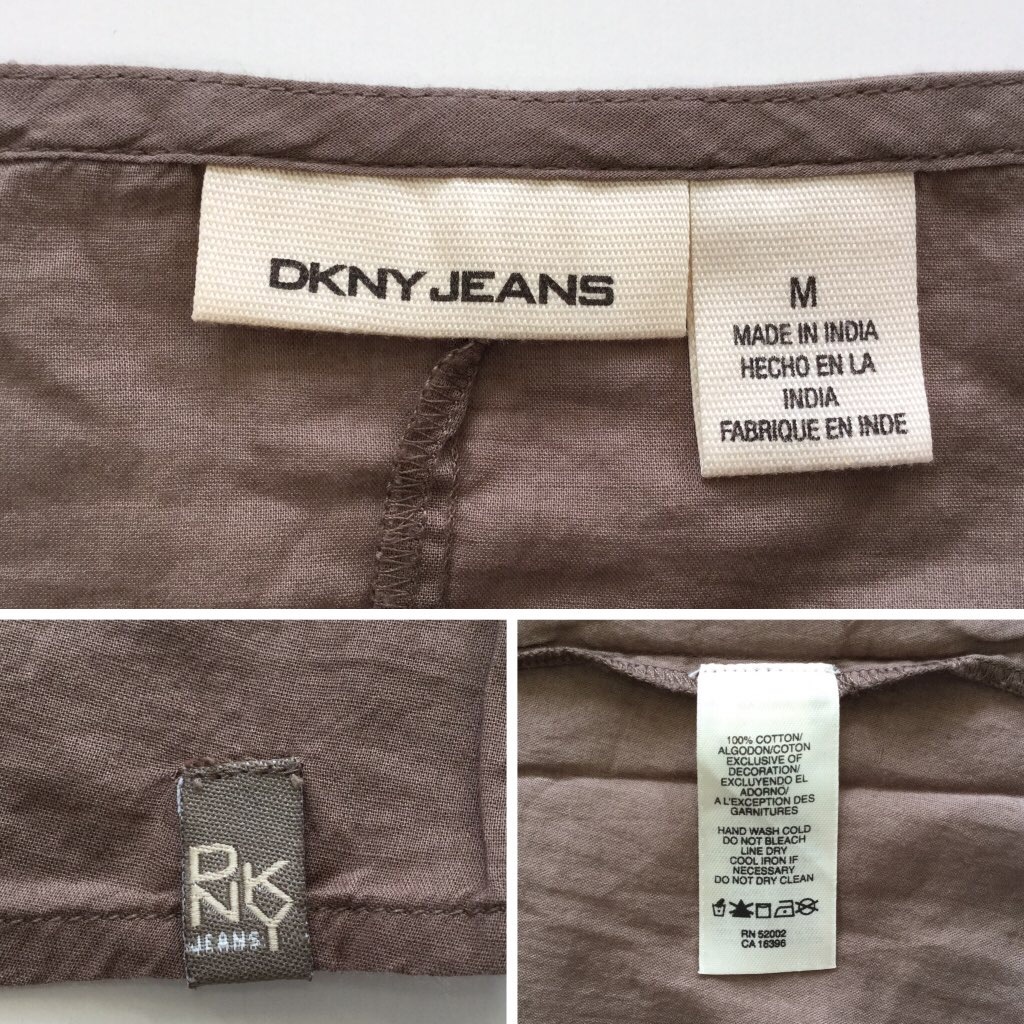 DKNY JEANS
M
MADE IN INDIA
HECHO EN LA
INDIA
FABRIQUE EN INDE
DK
NY
JEANS
100% COTTON/
ALGODON/COTON
EXCLUSIVE OF
DECORATION/
EXCLUYENDO EL
ADORNO/
A L'EXCEPTION DES
GARNITURES
HAND WASH COLD
DO NOT BLEACH
LINE DRY
COOL IRON IF
NECESSARY
DO NOT DRY CLEAN
RN 52002
CA 16396